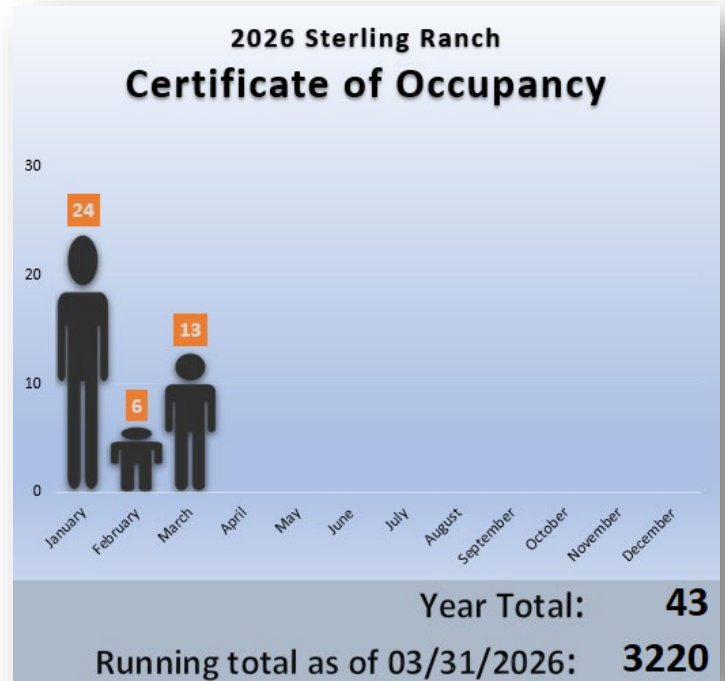 2026 Sterling Ranch
Certificate of Occupancy
30
24
20
13
10
6
0
January February March April May June July August September October November December
Year Total: 43
Running total as of 03/31/2026: 3220